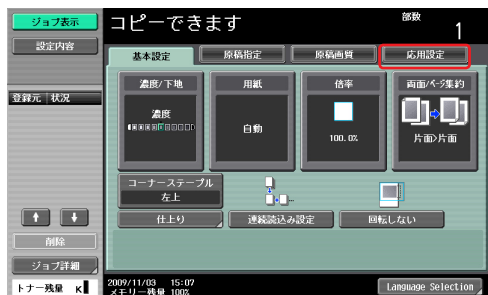 ジョブ表示
コピーできます
部数
1
設定内容
基本設定
原稿指定
原稿画質
応用設定
登録元
状況
濃度/下地
用紙
倍率
両面/ページ集約
濃度
自動
100.0%
片面>片面
コーナーステープル
左上
仕上り
連続読込み設定
回転しない
削除
ジョブ詳細
トナー残量 K
2009/11/03 15:07
メモリー残量 100%
Language Selection